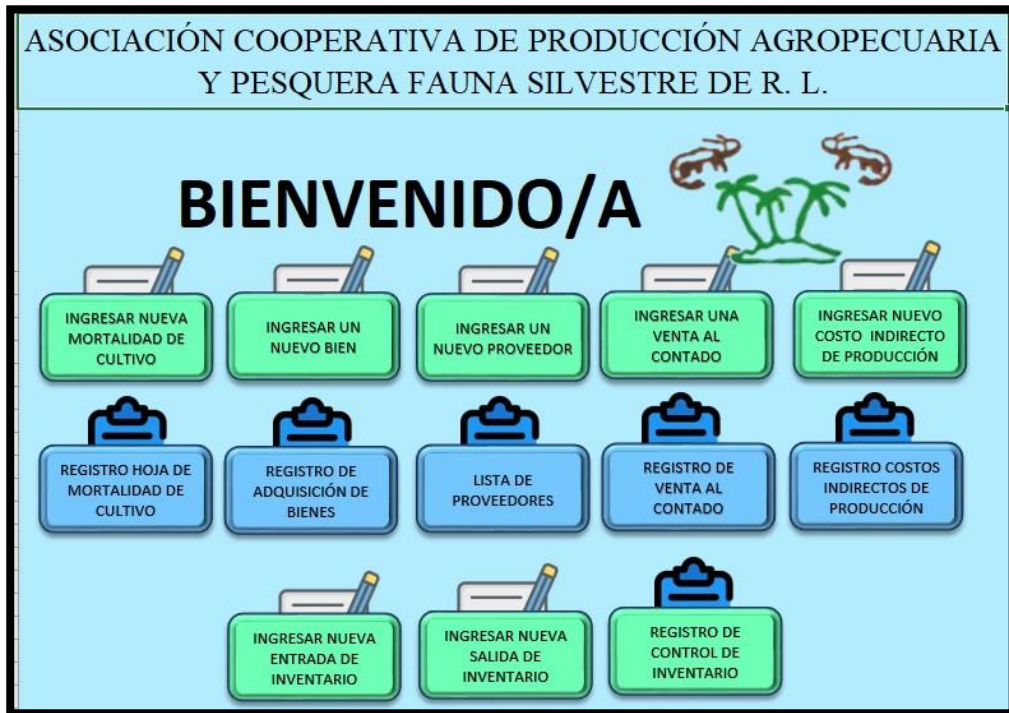 ASOCIACIÓN COOPERATIVA DE PRODUCCIÓN AGROPECUARIA
Y PESQUERA FAUNA SILVESTRE DE R. L.
BIENVENIDO/A
INGRESAR NUEVA
MORTALIDAD DE
CULTIVO
INGRESAR UN
NUEVO BIEN
INGRESAR UN
NUEVO PROVEEDOR
INGRESAR UNA
VENTA AL
CONTADO
INGRESAR NUEVO
COSTO INDIRECTO
DE PRODUCCIÓN
REGISTRO HOJA DE
MORTALIDAD DE
CULTIVO
REGISTRO DE
ADQUISICIÓN DE
BIENES
LISTA DE
PROVEEDORES
REGISTRO DE
VENTA AL
CONTADO
REGISTRO COSTOS
INDIRECTOS DE
PRODUCCIÓN
INGRESAR NUEVA
ENTRADA DE
INVENTARIO
INGRESAR NUEVA
SALIDA DE
INVENTARIO
REGISTRO DE
CONTROL DE
INVENTARIO